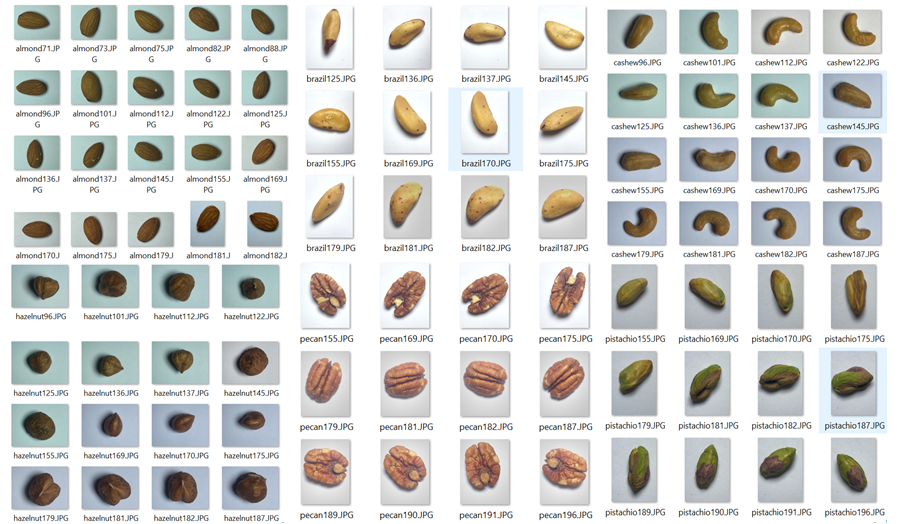 almond71.JP
G
almond73.JP
G
almond75.JP
G
almond82.JP
G
almond88.JP
G
almond96.JP
G
almond101.J
PG
almond112.J
PG
almond122.J
PG
almond125.J
PG
almond136.J
PG
almond137.J
PG
almond145.J
PG
almond155.J
PG
almond169.J
PG
almond170.J
almond175.J
almond179.J
almond181.J
almond182.J
brazil125.JPG
brazil136.JPG
brazil137.JPG
brazil145.JPG
brazil155.JPG
brazil169.JPG
brazil170.JPG
brazil175.JPG
brazil179.JPG
brazil181.JPG
brazil182.JPG
brazil187.JPG
cashew96.JPG
cashew101.JPG
cashew112.JPG
cashew122.JPG
cashew125.JPG
cashew136.JPG
cashew137.JPG
cashew145.JPG
cashew155.JPG
cashew169.JPG
cashew170.JPG
cashew175.JPG
cashew179.JPG
cashew181.JPG
cashew182.JPG
cashew187.JPG
hazelnut96.JPG
hazelnut101.JPG
hazelnut112.JPG
hazelnut122.JPG
hazelnut125.JPG
hazelnut136.JPG
hazelnut137.JPG
hazelnut145.JPG
hazelnut155.JPG
hazelnut169.JPG
hazelnut170.JPG
hazelnut175.JPG
hazelnut179.JPG
hazelnut181.JPG
hazelnut182.JPG
hazelnut187.JPG
pecan155.JPG
pecan169.JPG
pecan170.JPG
pecan175.JPG
pecan179.JPG
pecan181.JPG
pecan182.JPG
pecan187.JPG
pecan189.JPG
pecan190.JPG
pecan191.JPG
pecan196.JPG
pistachio155.JPG
pistachio169.JPG
pistachio170.JPG
pistachio175.JPG
pistachio179.JPG
pistachio181.JPG
pistachio182.JPG
pistachio187.JPG
pistachio189.JPG
pistachio190.JPG
pistachio191.JPG
pistachio196.JPG